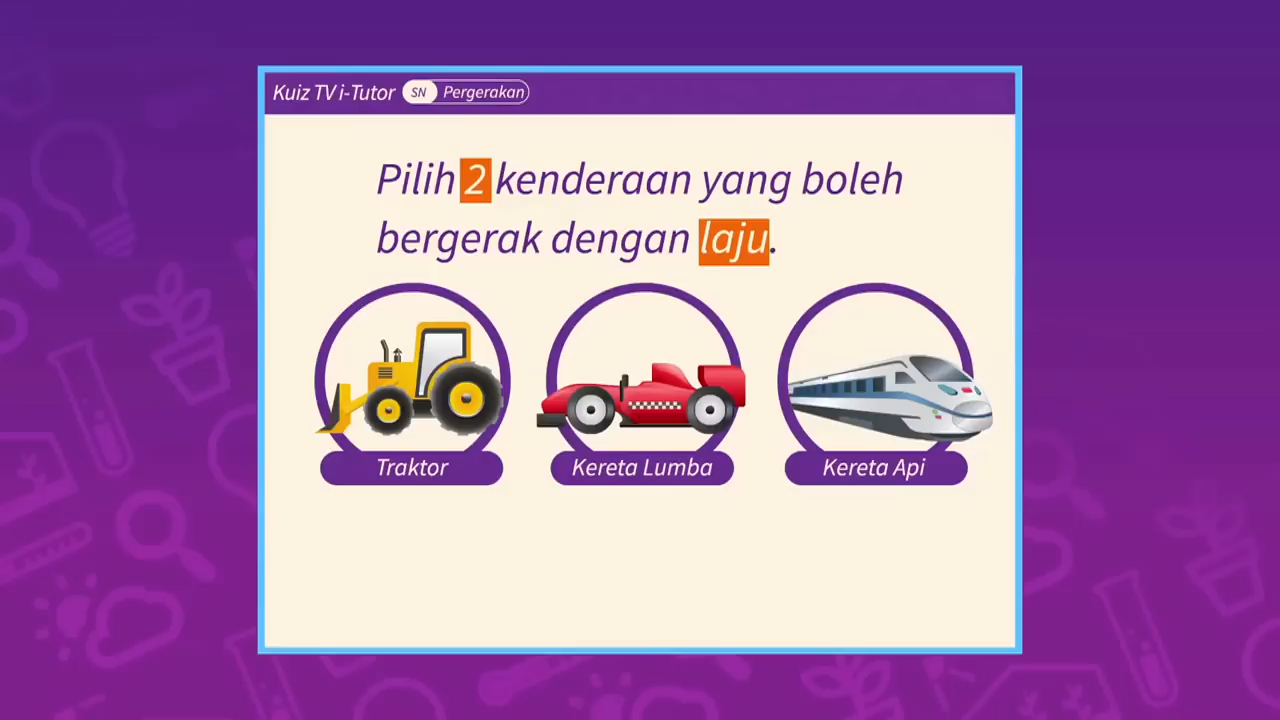 Kuiz TV i-Tutor SN Pergerakan
Pilih 2 kenderaan yang boleh
bergerak dengan laju.
Traktor Kereta Lumba Kereta Api